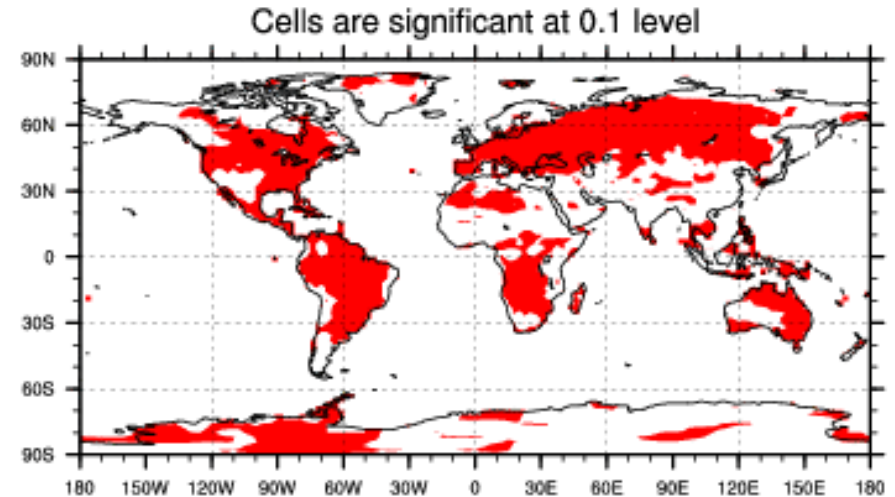 Cells are significant at 0.1 level
90N
60N
30N
0
30S
60S
90S
180 150W 120W 90W 60W 30W 0 30E 60E 90E 120E 150E 180